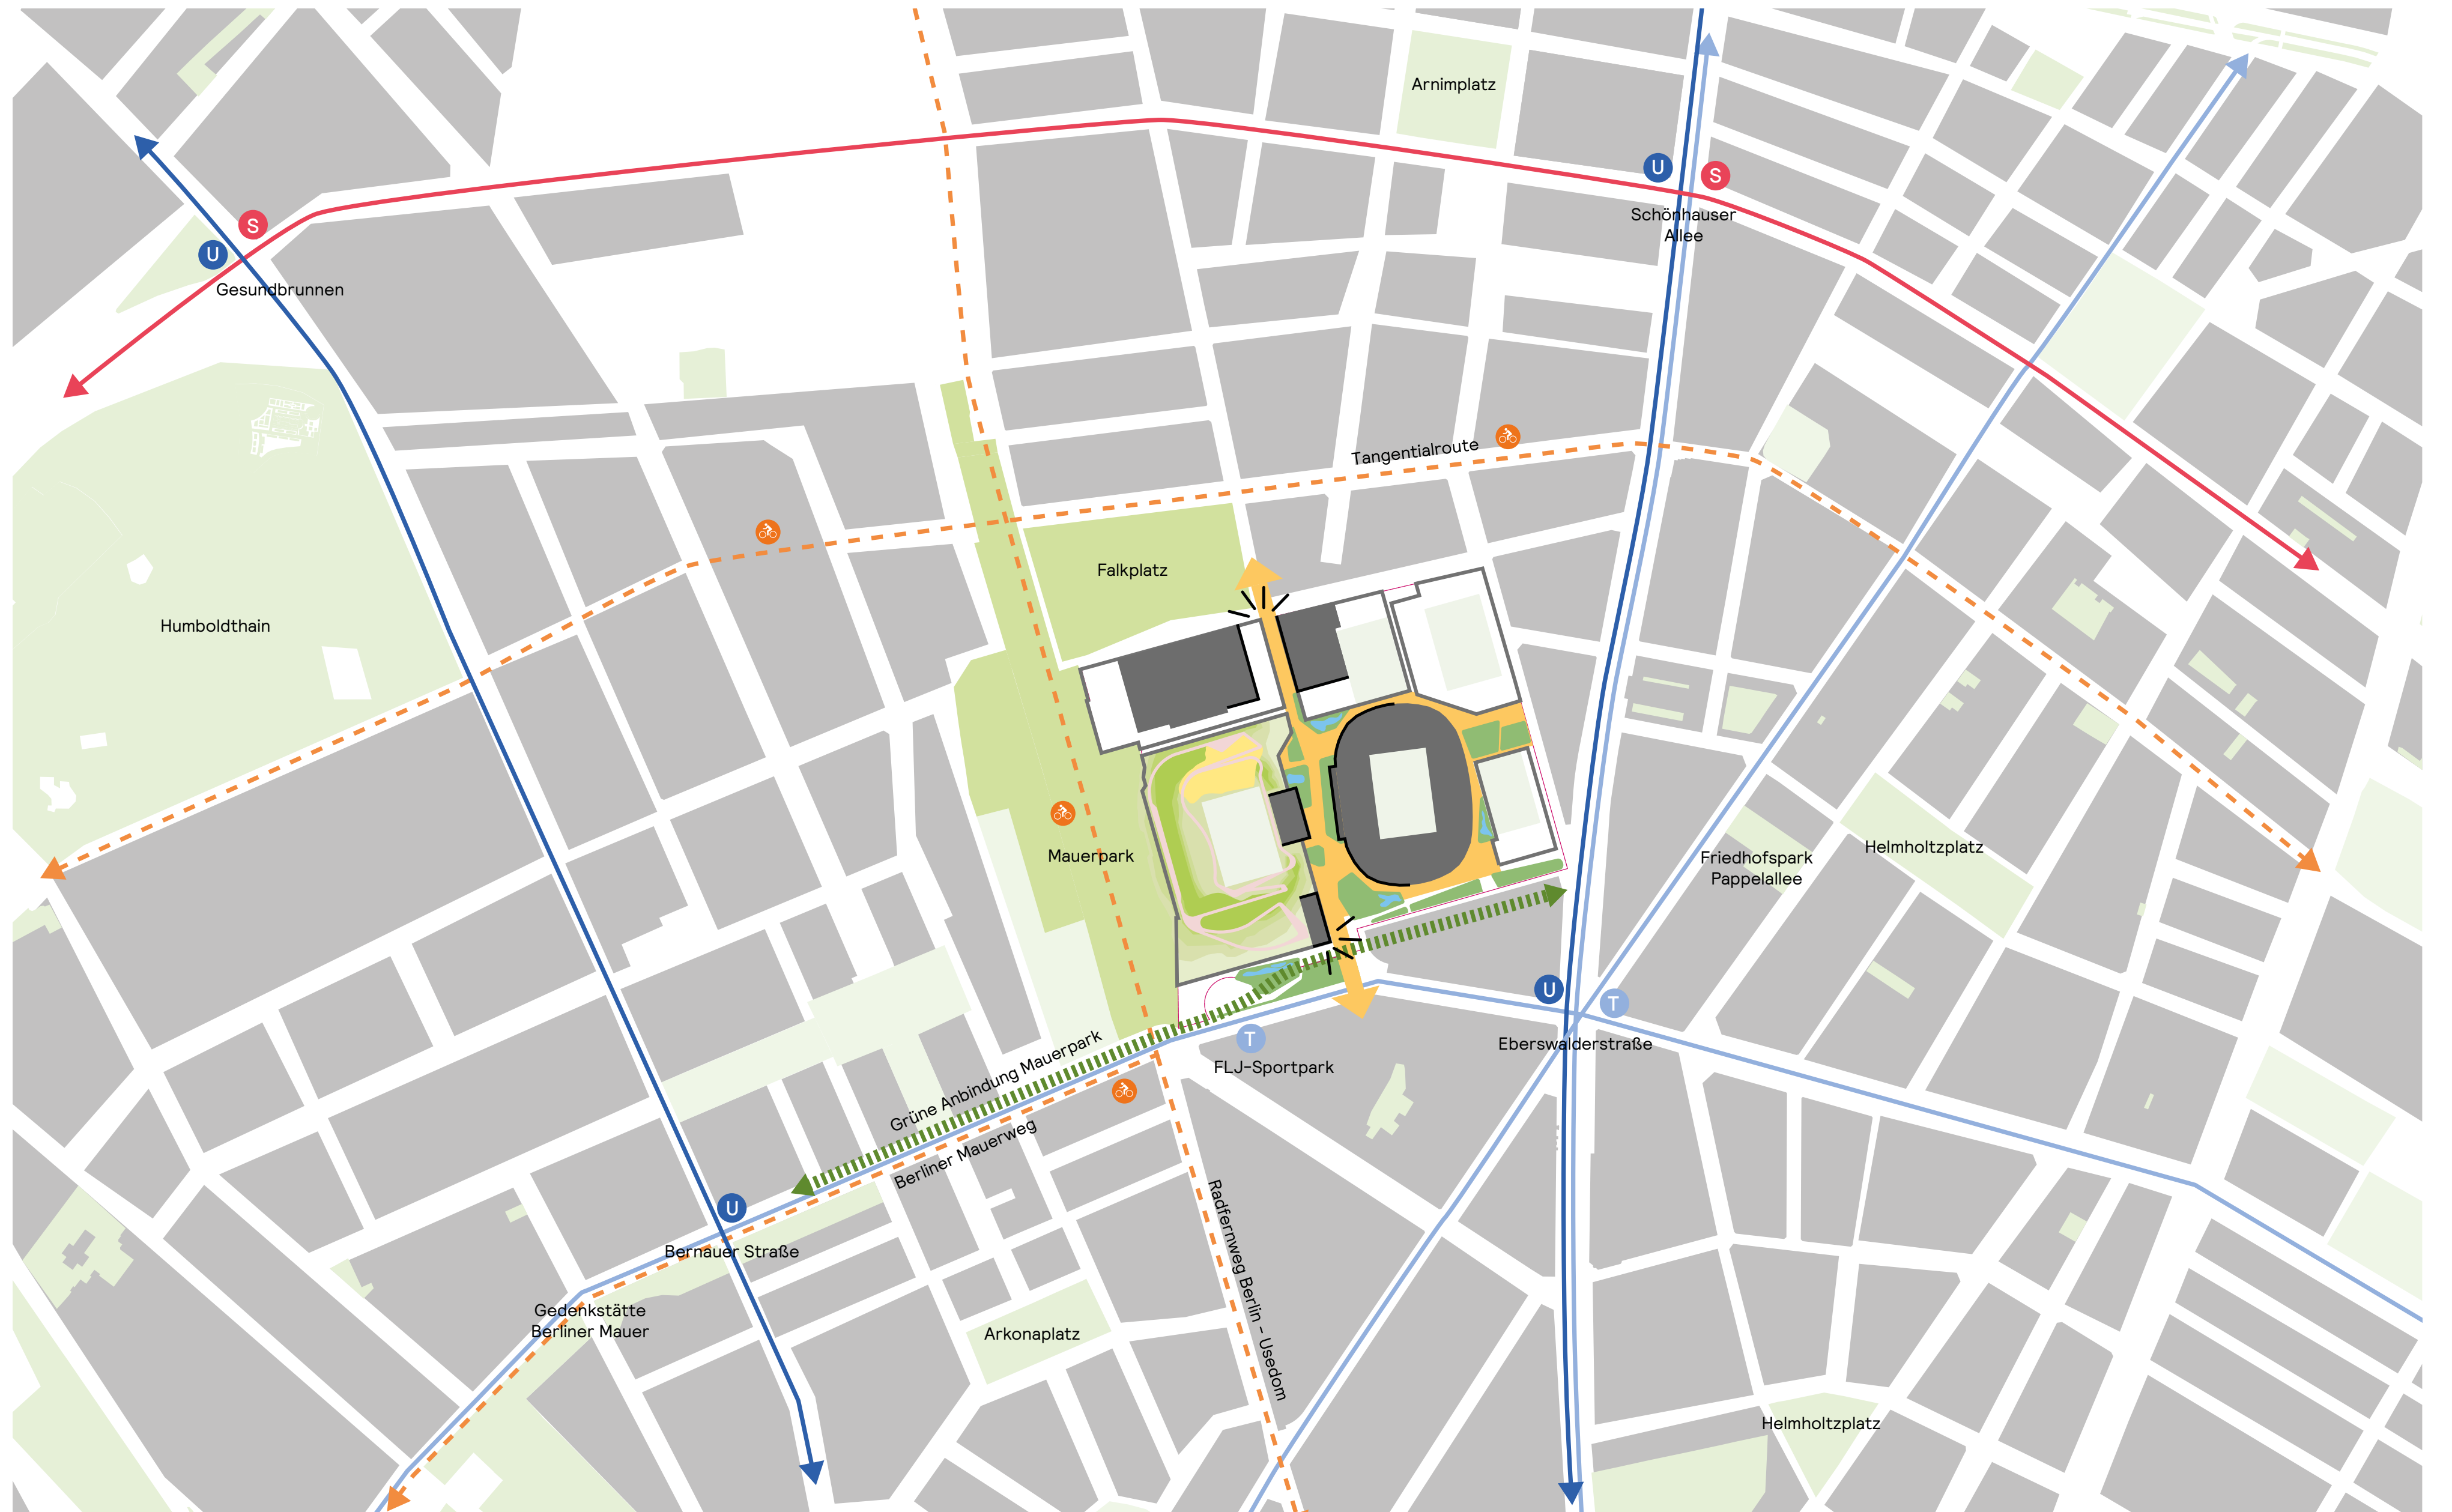 Arnimplatz
U
S
Schönhauser
Allee
S
U
Gesundbrunnen
Tangentialroute
Falkplatz
Humboldthain
Mauerpark
Helmholtzplatz
Friedhofspark
Pappelallee
U
T
Eberswalderstraße
T
FLJ-Sportpark
Grüne Anbindung Mauerpark
Berliner Mauerweg
Radfernweg Berlin - Usedom
U
Bernauer Straße
Gedenkstätte
Berliner Mauer
Arkonaplatz
Helmholtzplatz